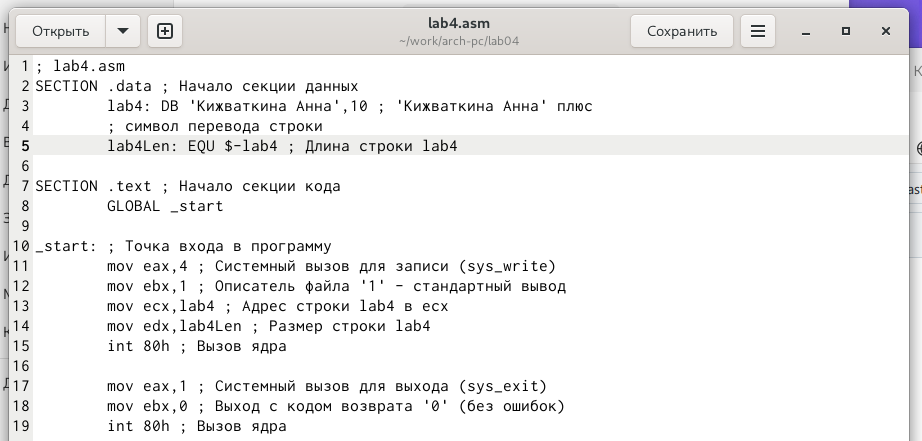 lab4.asm
Открыть
~/work/arch-pc/lab04
Сохранить
1 ; lab4.asm
2 SECTION .data ; Начало секции данных
3 lab4: DB 'Кижваткина Анна',10 ; 'Кижваткина Анна' плюс
4 ; символ перевода строки
5 lab4Len: EQU $-lab4 ; Длина строки lab4
6
7 SECTION .text ; Начало секции кода
8 GLOBAL _start
9
10 _start: ; Точка входа в программу
11 mov eax,4 ; Системный вызов для записи (sys_write)
12 mov ebx,1 ; Описатель файла '1' - стандартный вывод
13 mov ecx,lab4 ; Адрес строки lab4 в ecx
14 mov edx,lab4Len ; Размер строки lab4
15 int 80h ; Вызов ядра
16
17 mov eax,1 ; Системный вызов для выхода (sys_exit)
18 mov ebx,0 ; Выход с кодом возврата '0' (без ошибок)
19 int 80h ; Вызов ядра